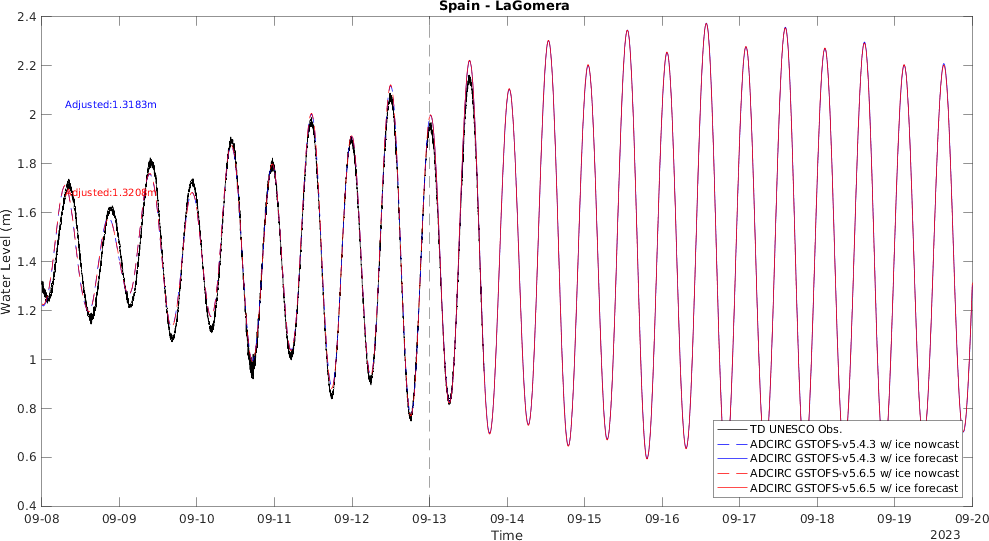 Spain - LaGomera
2.4
2.2
2
1.8
1.6
1.4
1.2
1
0.8
0.6
0.4
Water Level (m)
Adjusted:1.3183m
Adjusted:1.3208m
TD UNESCO Obs.
ADCIRC GSTOFS-v5.4.3 w/ ice nowcast
ADCIRC GSTOFS-v5.4.3 w/ ice forecast
ADCIRC GSTOFS-v5.6.5 w/ ice nowcast
ADCIRC GSTOFS-v5.6.5 w/ ice forecast
09-08 09-09 09-10 09-11 09-12 09-13 09-14 09-15 09-16 09-17 09-18 09-19 09-20
Time
2023